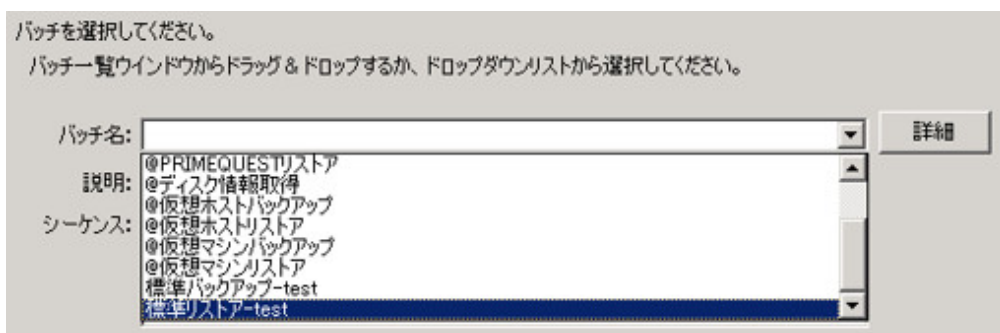 バッチを選択してください。
バッチ一覧ウインドウからドラッグ&ドロップするか、ドロップダウンリストから選択してください。
バッチ名:
詳細
@PRIMEQUESTリストア
説明:
@ディスク情報取得
@仮想ホストバックアップ
シーケンス:
@仮想ホストリストア
@仮想マシンバックアップ
@仮想マシンリストア
標準バックアップ-test
標準リストア-test